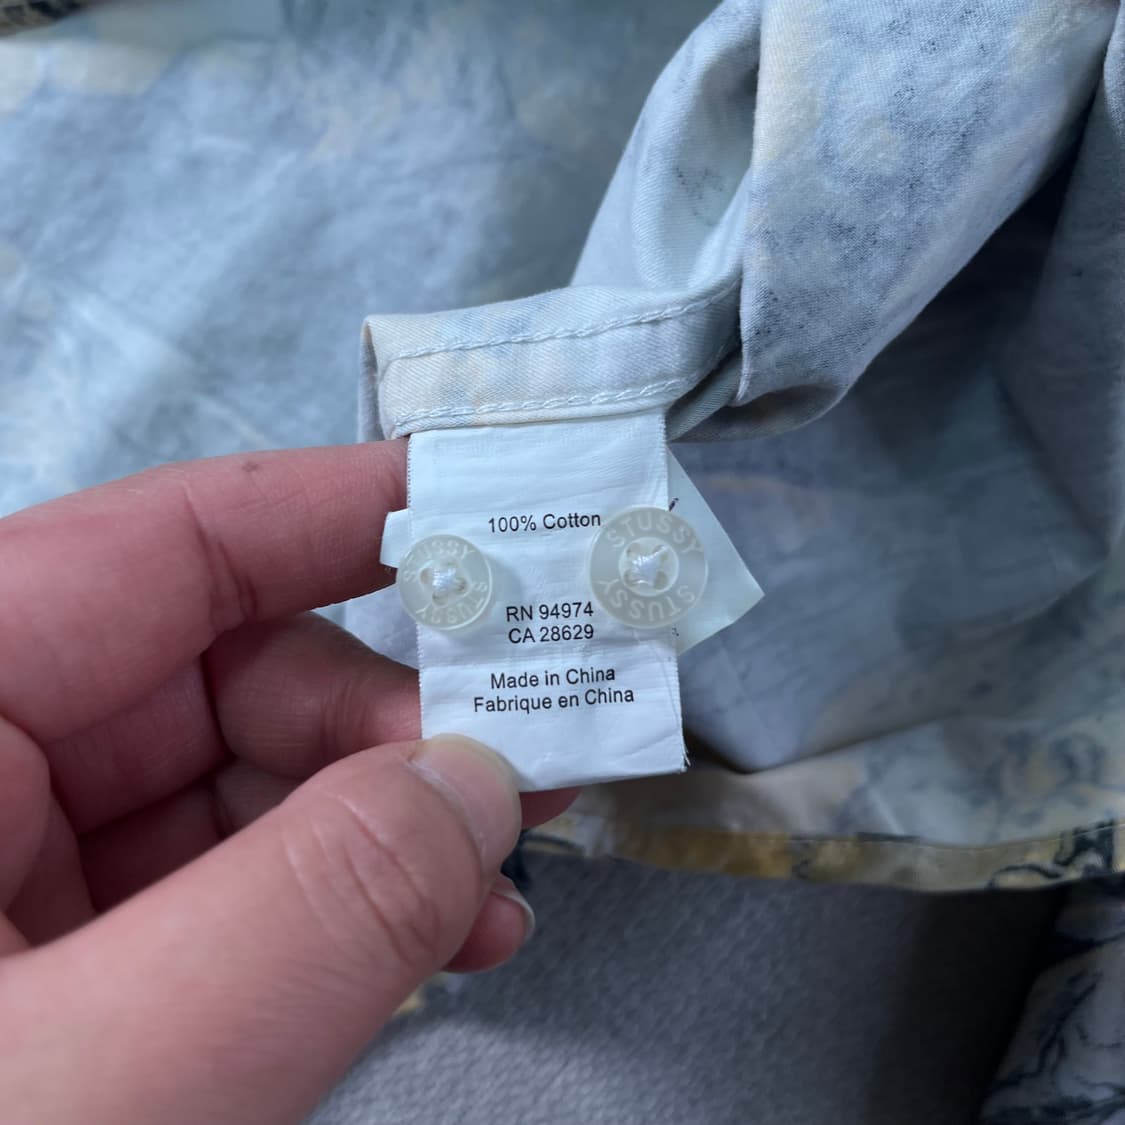 100% Cotton
STUSSY
STUSSY
STUSSY
STUSSY
RN 94974
CA 28629
Made in China
Fabrique en China